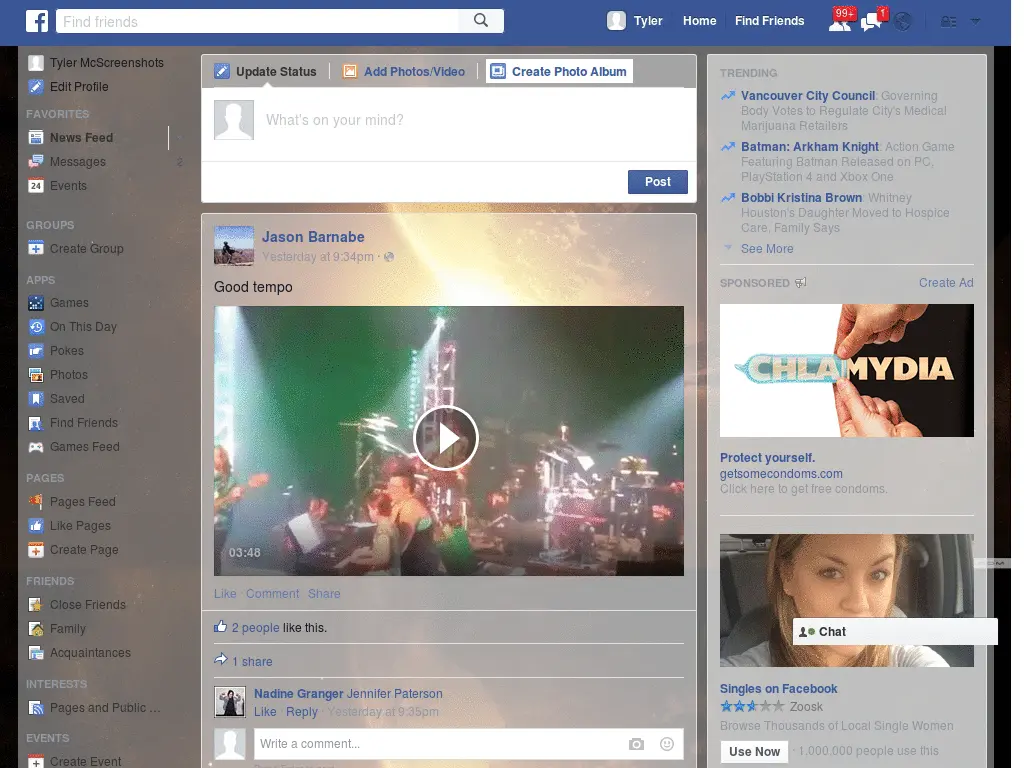 Find friends
Tyler
Home
Find Friends
99+
1
Tyler McScreenshots
Edit Profile
FAVORITES
News Feed
Messages
2
24
Events
GROUPS
Create Group
APPS
Games
On This Day
Pokes
Photos
Saved
Find Friends
Games Feed
PAGES
Pages Feed
Like Pages
Create Page
FRIENDS
Close Friends
Family
Acquaintances
INTERESTS
Pages and Public ...
EVENTS
Create Event
Update Status
Add Photos/Video
Create Photo Album
What's on your mind?
Post
Jason Barnabe
Yesterday at 9:34pm ·
Good tempo
03:48
Like · Comment · Share
2 people like this.
1 share
Nadine Granger Jennifer Paterson
Like · Reply · Yesterday at 9:35pm
Write a comment...
TRENDING
Vancouver City Council: Governing
Body Votes to Regulate City's Medical
Marijuana Retailers
Batman: Arkham Knight: Action Game
Featuring Batman Released on PC,
PlayStation 4 and Xbox One
Bobbi Kristina Brown: Whitney
Houston's Daughter Moved to Hospice
Care, Family Says
See More
SPONSORED
Create Ad
CHLAMYDIA
Protect yourself.
getsomecondoms.com
Click here to get free condoms.
Chat
Singles on Facebook
Zoosk
Browse Thousands of Local Single Women
Use Now
· 1,000,000 people use this